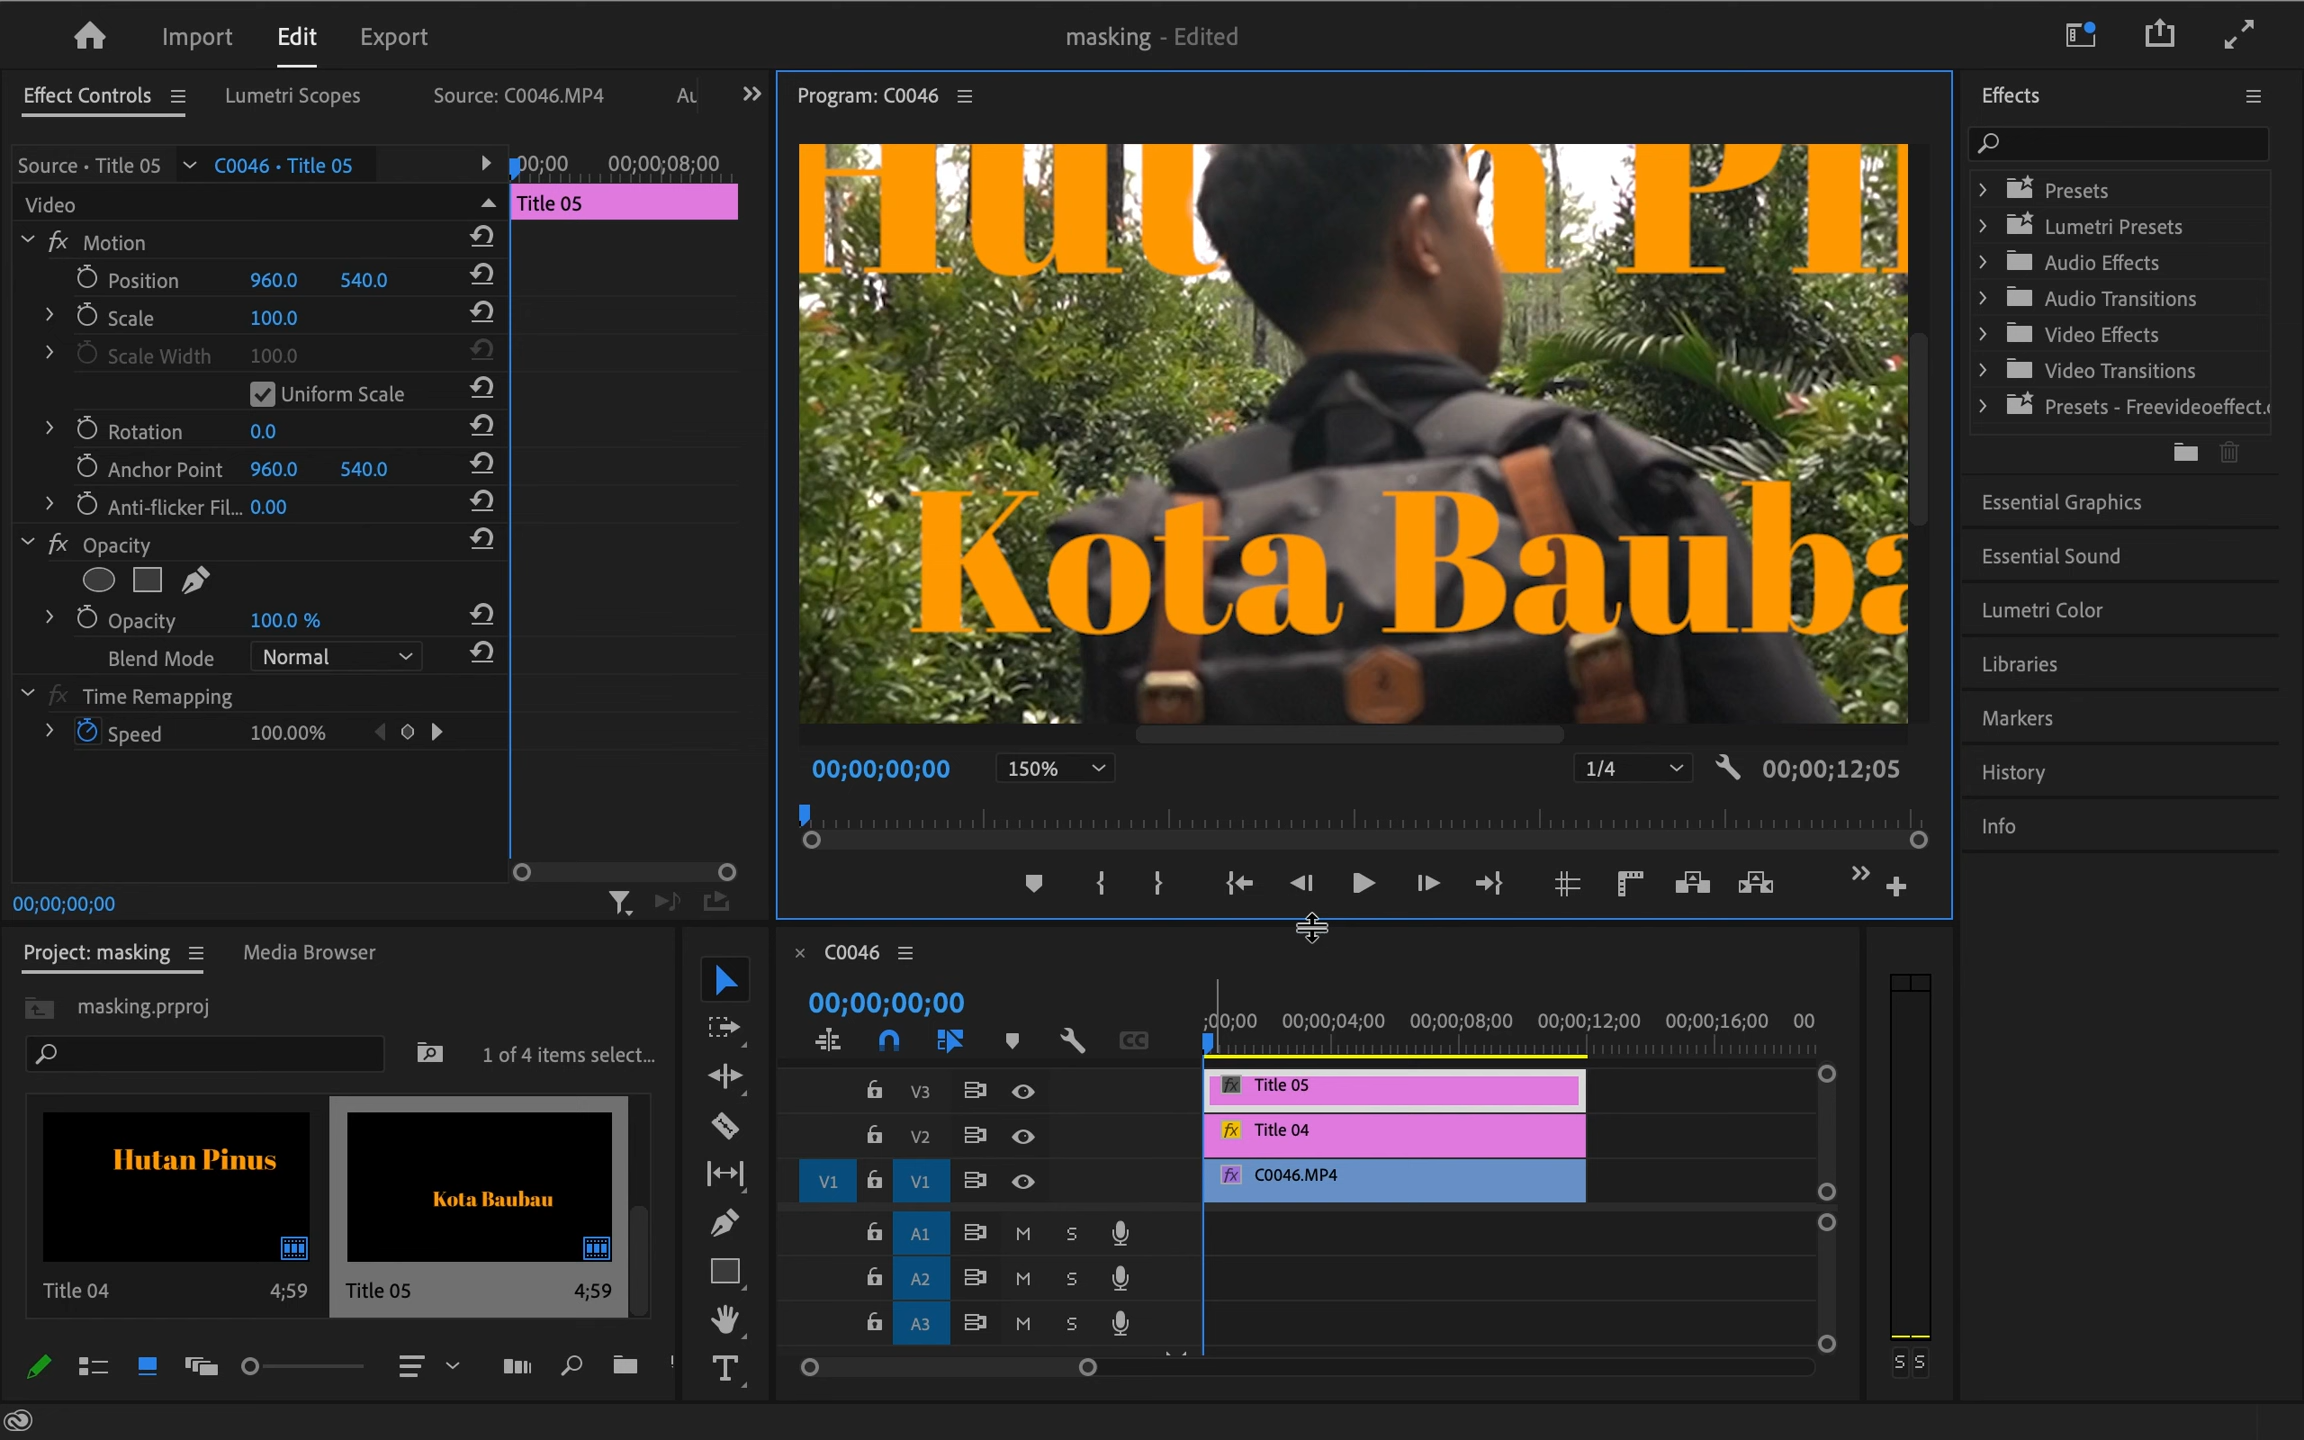 Import Edit Export
masking - Edited
Effect Controls Lumetri Scopes Source: C0046.MP4 Au
Source · Title 05 C0046 · Title 05 00;00 00;00;08;00
Video Title 05
fx Motion
Position 960.0 540.0
Scale 100.0
Scale Width 100.0
Uniform Scale
Rotation 0.0
Anchor Point 960.0 540.0
Anti-flicker Fil... 0.00
fx Opacity
Opacity 100.0 %
Blend Mode Normal
fx Time Remapping
Speed 100.00%
00;00;00;00
Program: C0046
Kota Bauba
00;00;00;00 150% 1/4 00;00;12;05
Effects
Presets
Lumetri Presets
Audio Effects
Audio Transitions
Video Effects
Video Transitions
Presets - Freevideoeffect.
Essential Graphics
Essential Sound
Lumetri Color
Libraries
Markers
History
Info
Project: masking Media Browser
masking.prproj
1 of 4 items select...
Hutan Pinus
Title 04 4;59
Kota Baubau
Title 05 4;59
T
× C0046
00;00;00;00
;00;00 00;00;04;00 00;00;08;00 00;00;12;00 00;00;16;00 00
CC
V3 fx Title 05
V2 fx Title 04
V1 V1 fx C0046.MP4
A1 M S
A2 M S
A3 M S
S S